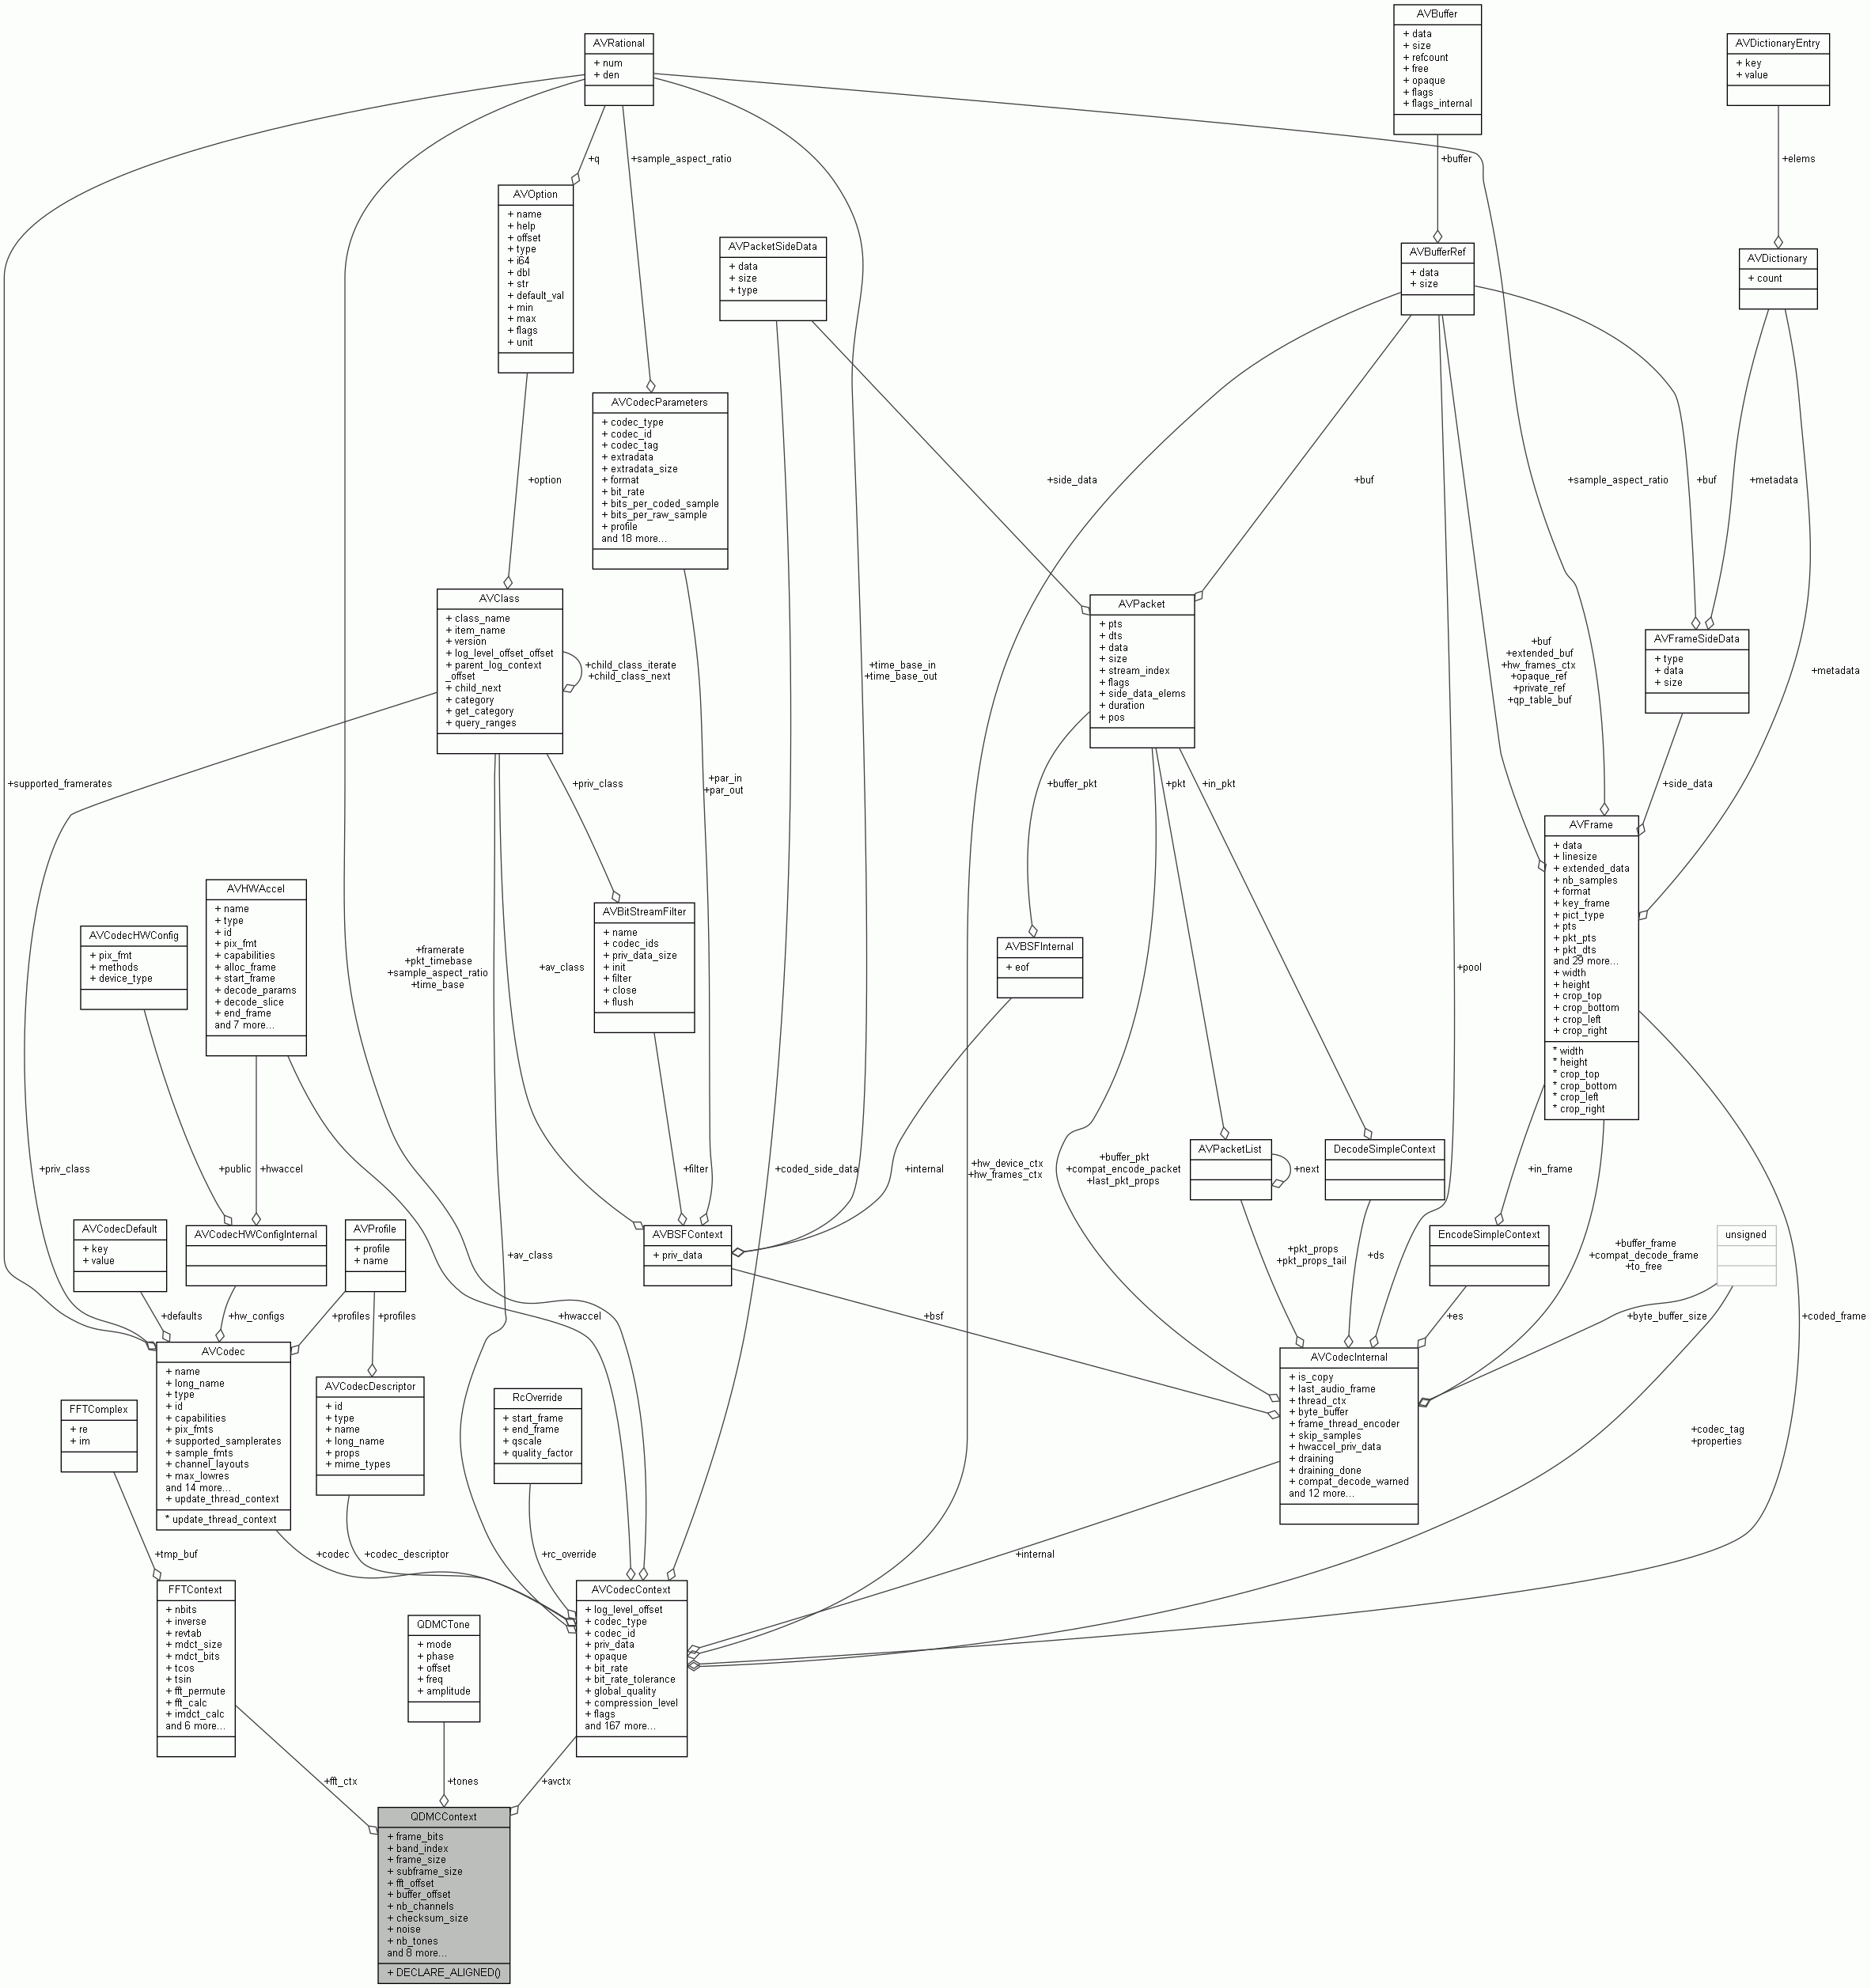 AVBuffer
+ data
+ size
+ refcount
+ free
+ opaque
+ flags
+ flags_internal
AVRational
+ num
+ den
AVDictionaryEntry
+ key
+ value
+q
+sample_aspect_ratio
+buffer
+elems
AVOption
+ name
+ help
+ offset
+ type
+ i64
+ dbl
+ str
+ default_val
+ min
+ max
+ flags
+ unit
AVPacketSideData
+ data
+ size
+ type
AVBufferRef
+ data
+ size
AVDictionary
+ count
AVCodecParameters
+ codec_type
+ codec_id
+ codec_tag
+ extradata
+ extradata_size
+ format
+ bit_rate
+ bits_per_coded_sample
+ bits_per_raw_sample
+ profile
and 18 more...
+option
+side_data
+buf
+sample_aspect_ratio
+buf
+metadata
AVClass
+ class_name
+ item_name
+ version
+ log_level_offset_offset
+ parent_log_context
_offset
+ child_next
+ category
+ get_category
+ query_ranges
+child_class_iterate
+child_class_next
+time_base_in
+time_base_out
AVPacket
+ pts
+ dts
+ data
+ size
+ stream_index
+ flags
+ side_data_elems
+ duration
+ pos
+buf
+extended_buf
+hw_frames_ctx
+opaque_ref
+private_ref
+qp_table_buf
AVFrameSideData
+ type
+ data
+ size
+metadata
+supported_framerates
+priv_class
+par_in
+par_out
+buffer_pkt
+pkt
+in_pkt
+side_data
AVFrame
+ data
+ linesize
+ extended_data
+ nb_samples
+ format
+ key_frame
+ pict_type
+ pts
+ pkt_pts
+ pkt_dts
and 29 more...
+ width
+ height
+ crop_top
+ crop_bottom
+ crop_left
+ crop_right
* width
* height
* crop_top
* crop_bottom
* crop_left
* crop_right
AVCodecHWConfig
+ pix_fmt
+ methods
+ device_type
AVHWAccel
+ name
+ type
+ id
+ pix_fmt
+ capabilities
+ alloc_frame
+ start_frame
+ decode_params
+ decode_slice
+ end_frame
and 7 more...
+framerate
+pkt_timebase
+sample_aspect_ratio
+time_base
+av_class
AVBitStreamFilter
+ name
+ codec_ids
+ priv_data_size
+ init
+ filter
+ close
+ flush
AVBSFInternal
+ eof
+pool
+priv_class
+public
+hwaccel
+filter
+coded_side_data
+internal
+hw_device_ctx
+hw_frames_ctx
+buffer_pkt
+compat_encode_packet
+last_pkt_props
AVPacketList
+next
DecodeSimpleContext
+in_frame
AVCodecDefault
+ key
+ value
AVCodecHWConfigInternal
AVProfile
+ profile
+ name
+av_class
AVBSFContext
+ priv_data
+pkt_props
+pkt_props_tail
+ds
EncodeSimpleContext
+buffer_frame
+compat_decode_frame
+to_free
unsigned
+defaults
+hw_configs
+profiles
+profiles
+hwaccel
+bsf
+es
+byte_buffer_size
+coded_frame
AVCodec
+ name
+ long_name
+ type
+ id
+ capabilities
+ pix_fmts
+ supported_samplerates
+ sample_fmts
+ channel_layouts
+ max_lowres
and 14 more...
+ update_thread_context
* update_thread_context
AVCodecDescriptor
+ id
+ type
+ name
+ long_name
+ props
+ mime_types
RcOverride
+ start_frame
+ end_frame
+ qscale
+ quality_factor
AVCodecInternal
+ is_copy
+ last_audio_frame
+ thread_ctx
+ byte_buffer
+ frame_thread_encoder
+ skip_samples
+ hwaccel_priv_data
+ draining
+ draining_done
+ compat_decode_warned
and 12 more...
+codec_tag
+properties
FFTComplex
+ re
+ im
+tmp_buf
+codec
+codec_descriptor
+rc_override
+internal
FFTContext
+ nbits
+ inverse
+ revtab
+ mdct_size
+ mdct_bits
+ tcos
+ tsin
+ fft_permute
+ fft_calc
+ imdct_calc
and 6 more...
QDMCTone
+ mode
+ phase
+ offset
+ freq
+ amplitude
AVCodecContext
+ log_level_offset
+ codec_type
+ codec_id
+ priv_data
+ opaque
+ bit_rate
+ bit_rate_tolerance
+ global_quality
+ compression_level
+ flags
and 167 more...
+fft_ctx
+tones
+avctx
QDMCContext
+ frame_bits
+ band_index
+ frame_size
+ subframe_size
+ fft_offset
+ buffer_offset
+ nb_channels
+ checksum_size
+ noise
+ nb_tones
and 8 more...
+ DECLARE_ALIGNED()